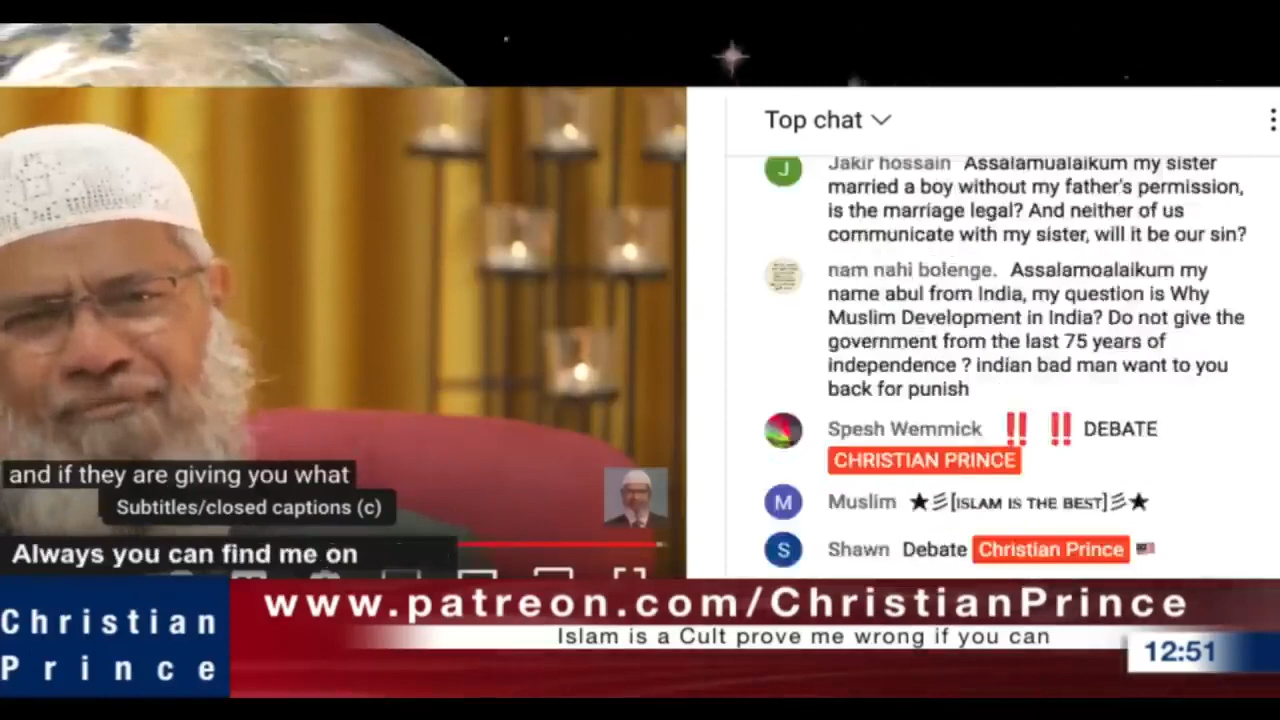 Top chat
Jakir hossain Assalamualaikum my sister
married a boy without my father's permission,
is the marriage legal? And neither of us
communicate with my sister, will it be our sin?
nam nahi bolenge. Assalamoalaikum my
name abul from India, my question is Why
Muslim Development in India? Do not give the
government from the last 75 years of
independence ? indian bad man want to you
back for punish
Spesh Wemmick ‼️ ‼️ DEBATE
CHRISTIAN PRINCE
Muslim ★彡[ISLAM IS THE BEST]彡★
Shawn Debate Christian Prince 🇺🇸
J
M
S
and if they are giving you what
Subtitles/closed captions (c)
Always you can find me on
Christian
Prince
www.patreon.com/ChristianPrince
Islam is a Cult prove me wrong if you can
12:51